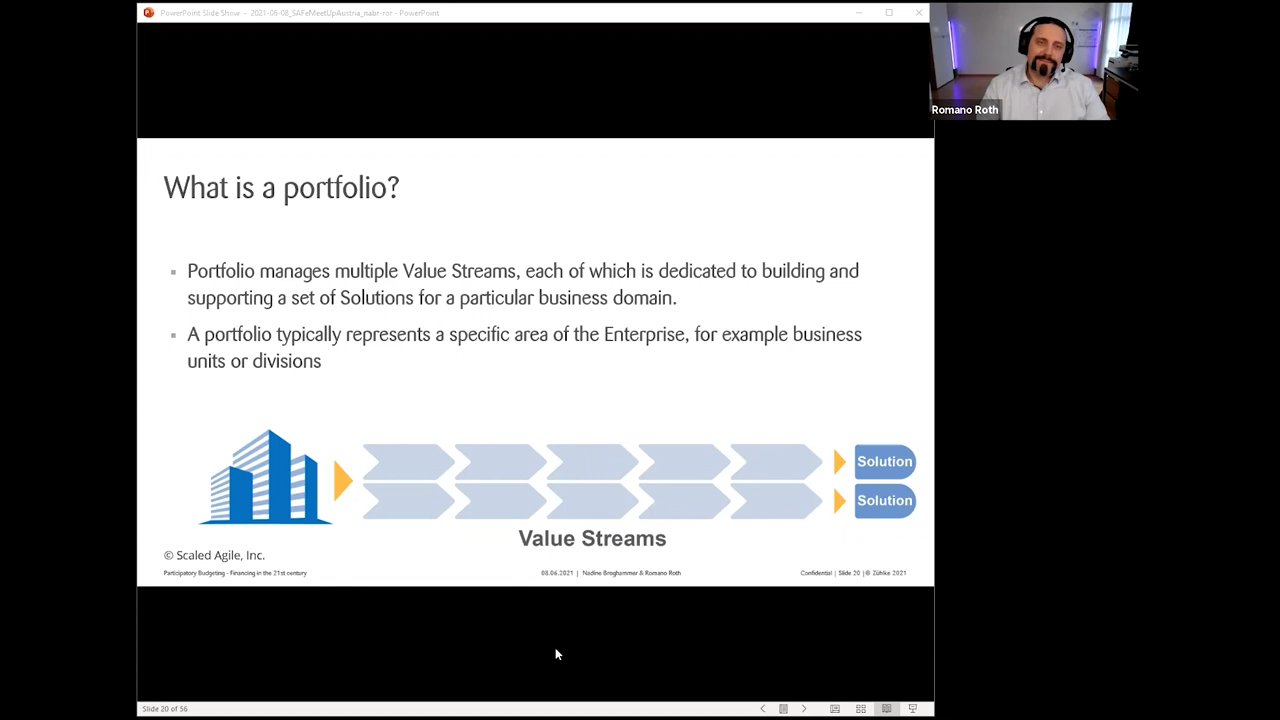 PowerPoint Slide Show - 2021-06-08_SAFeMeetUpAustria_nabr-ror - PowerPoint
Romano Roth
What is a portfolio?
Portfolio manages multiple Value Streams, each of which is dedicated to building and
supporting a set of Solutions for a particular business domain.
A portfolio typically represents a specific area of the Enterprise, for example business
units or divisions
Solution
Solution
Value Streams
© Scaled Agile, Inc.
Participatory Budgeting - Financing in the 21st century
08.06.2021 | Nadine Broghammer & Romano Roth
Confidential | Slide 20 | © Zühlke 2021
Slide 20 of 56